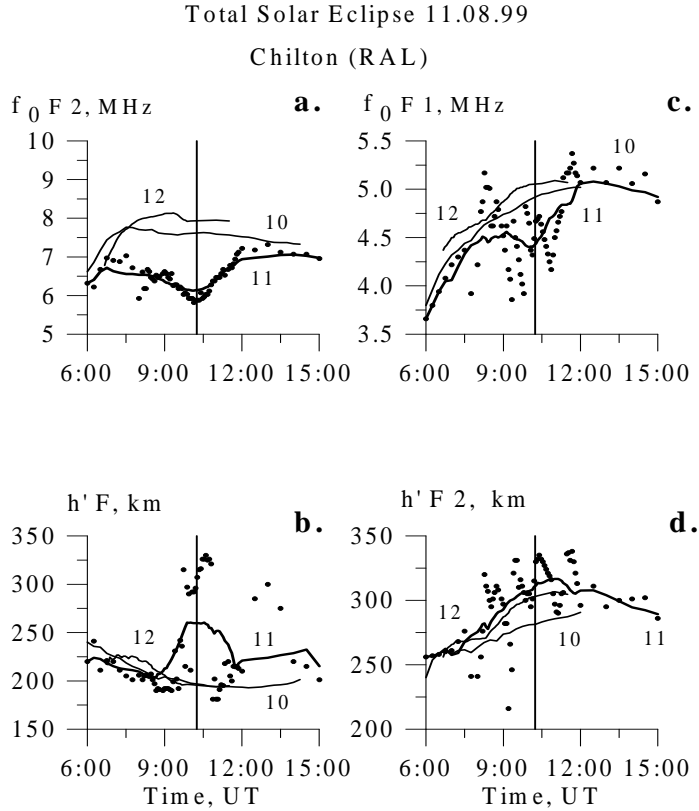 Total Solar Eclipse 11.08.99
Chilton (RAL)
f0 F2, MHz
a.
10
9
8
7
6
5
12
10
11
6:00 9:00 12:00 15:00
f0 F1, MHz
c.
5.5
5.0
4.5
4.0
3.5
10
12
11
6:00 9:00 12:00 15:00
h' F, km
b.
350
300
250
200
150
12
11
10
6:00 9:00 12:00 15:00
Time, UT
h' F2, km
d.
350
300
250
200
12
10
11
6:00 9:00 12:00 15:00
Time, UT